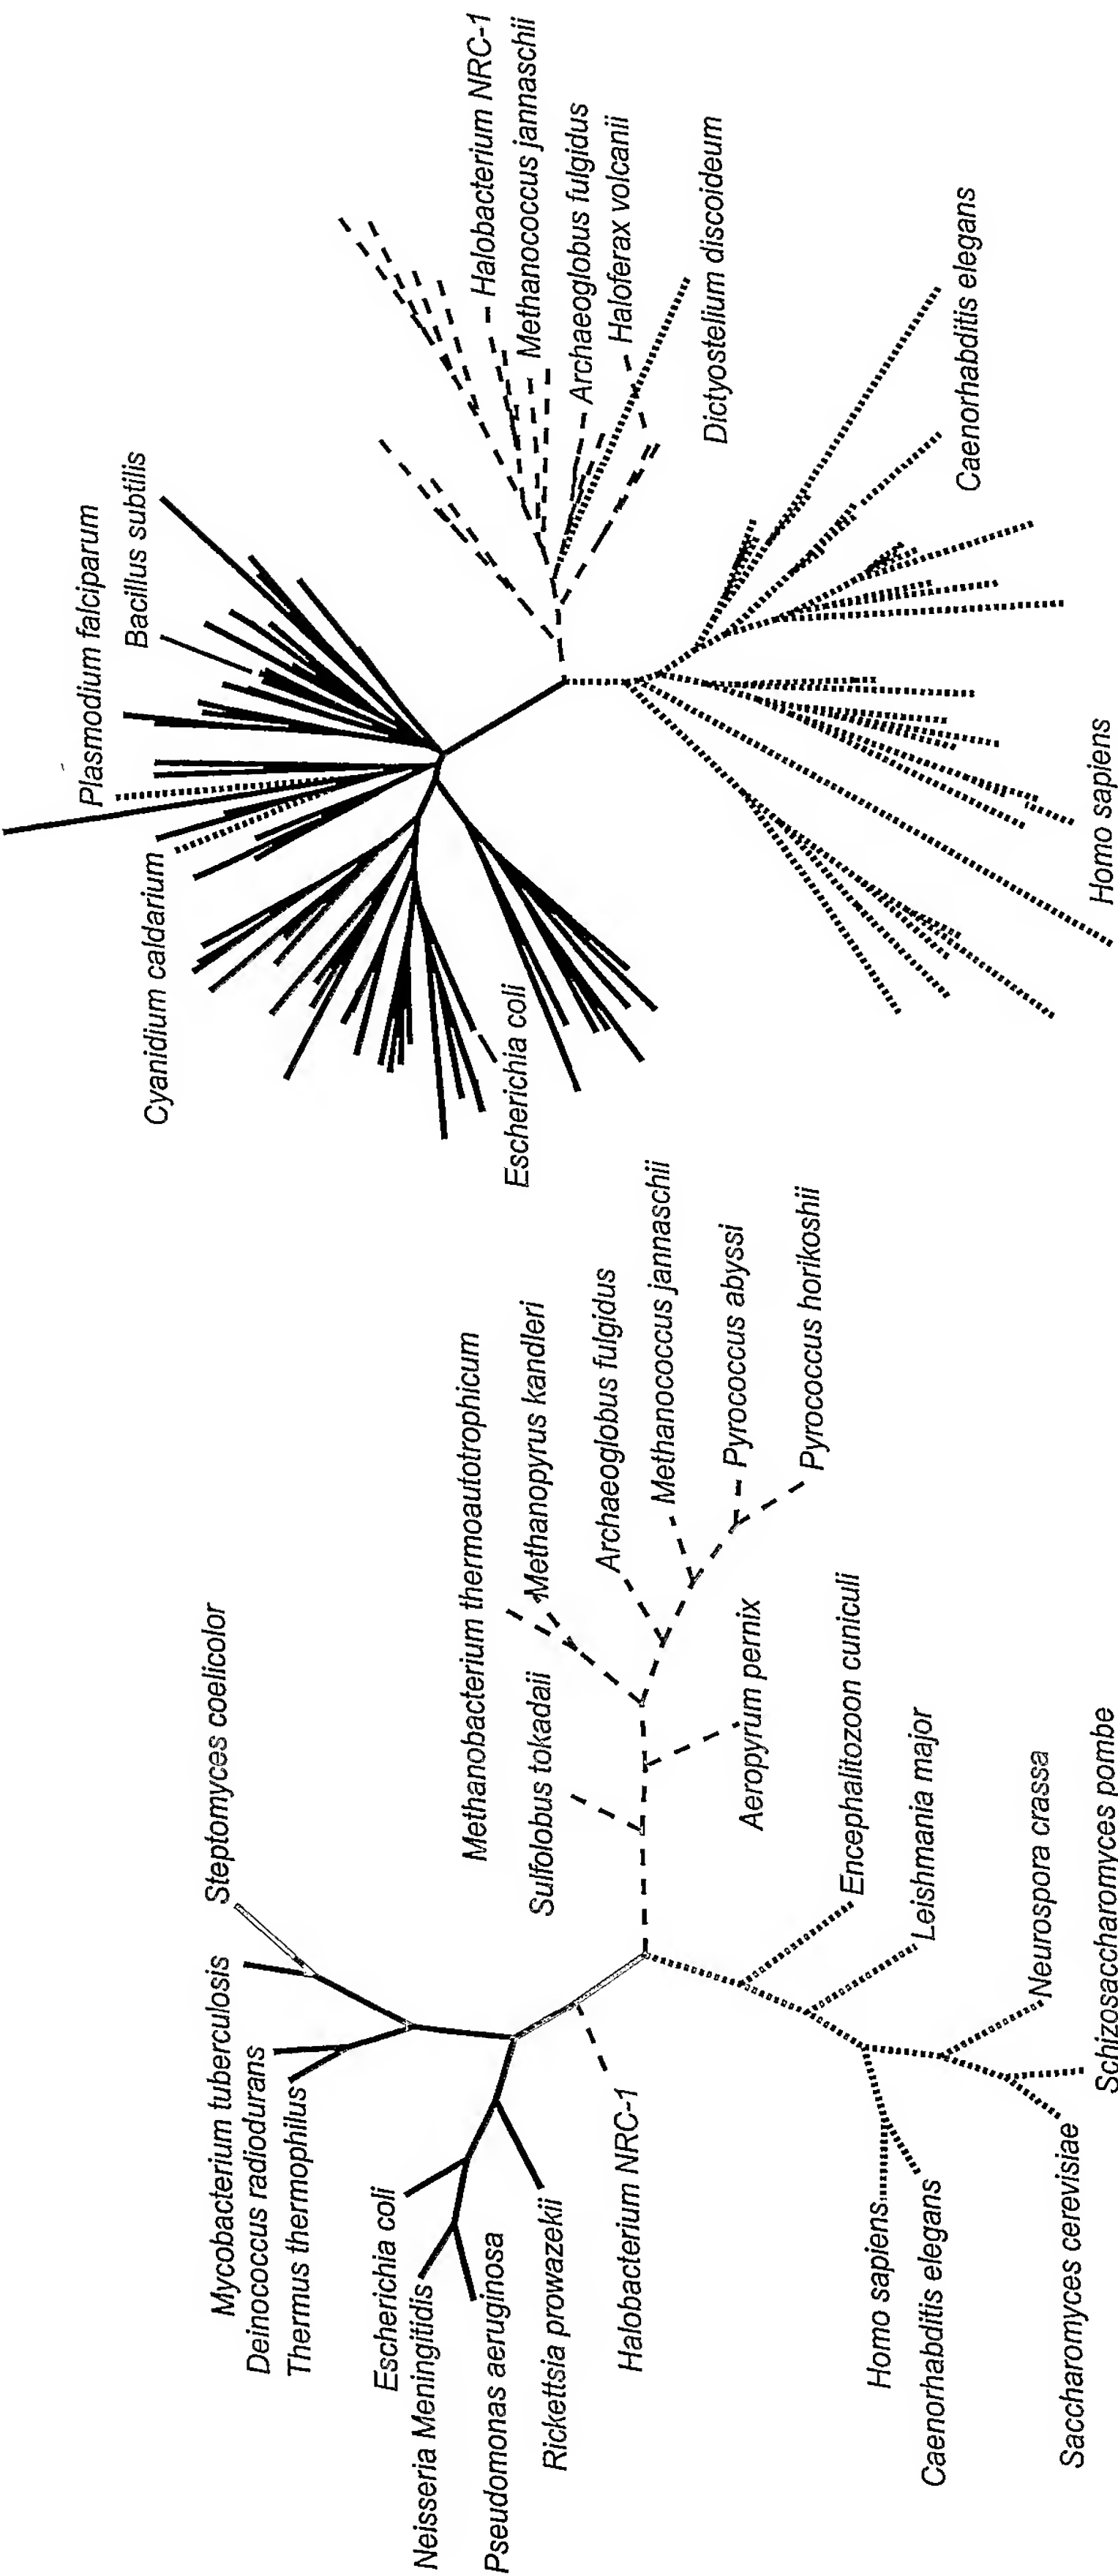 Steptomyces coelicolor
Mycobacterium tuberculosis
Deinococcus radiodurans
Thermus thermophilus
Escherichia coli
Neisseria Meningitidis
Pseudomonas aeruginosa
Rickettsia prowazekii
Halobacterium NRC-1
Methanobacterium thermoautotrophicum
Methanopyrus kandleri
Sulfolobus tokadaii
Archaeoglobus fulgidus
Methanococcus jannaschii
Pyrococcus abyssi
Pyrococcus horikoshii
Aeropyrum pernix
Encephalitozoon cuniculi
Leishmania major
Neurospora crassa
Schizosaccharomyces pombe
Homo sapiens
Caenorhabditis elegans
Saccharomyces cerevisiae
Plasmodium falciparum
Bacillus subtilis
Cyanidium caldarium
Escherichia coli
Halobacterium NRC-1
Methanococcus jannaschii
Archaeoglobus fulgidus
Haloferax volcanii
Dictyostelium discoideum
Caenorhabditis elegans
Homo sapiens